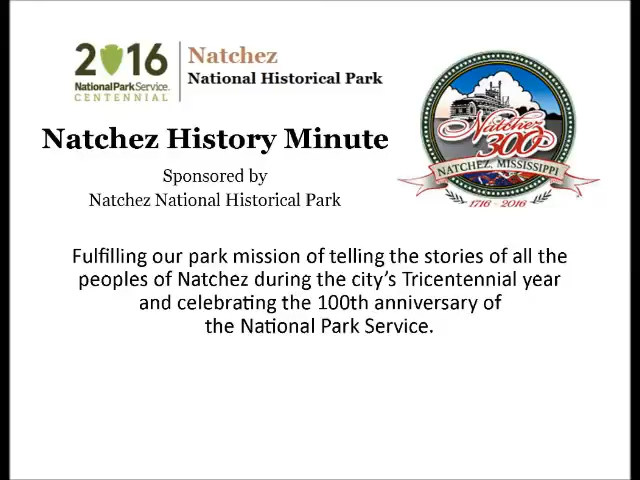 2016
National Park Service®
CENTENNIAL
Natchez
National Historical Park
Natchez
300
NATCHEZ, MISSISSIPPI
1716 - 2016
Natchez History Minute
Sponsored by
Natchez National Historical Park
Fulfilling our park mission of telling the stories of all the
peoples of Natchez during the city's Tricentennial year
and celebrating the 100th anniversary of
the National Park Service.